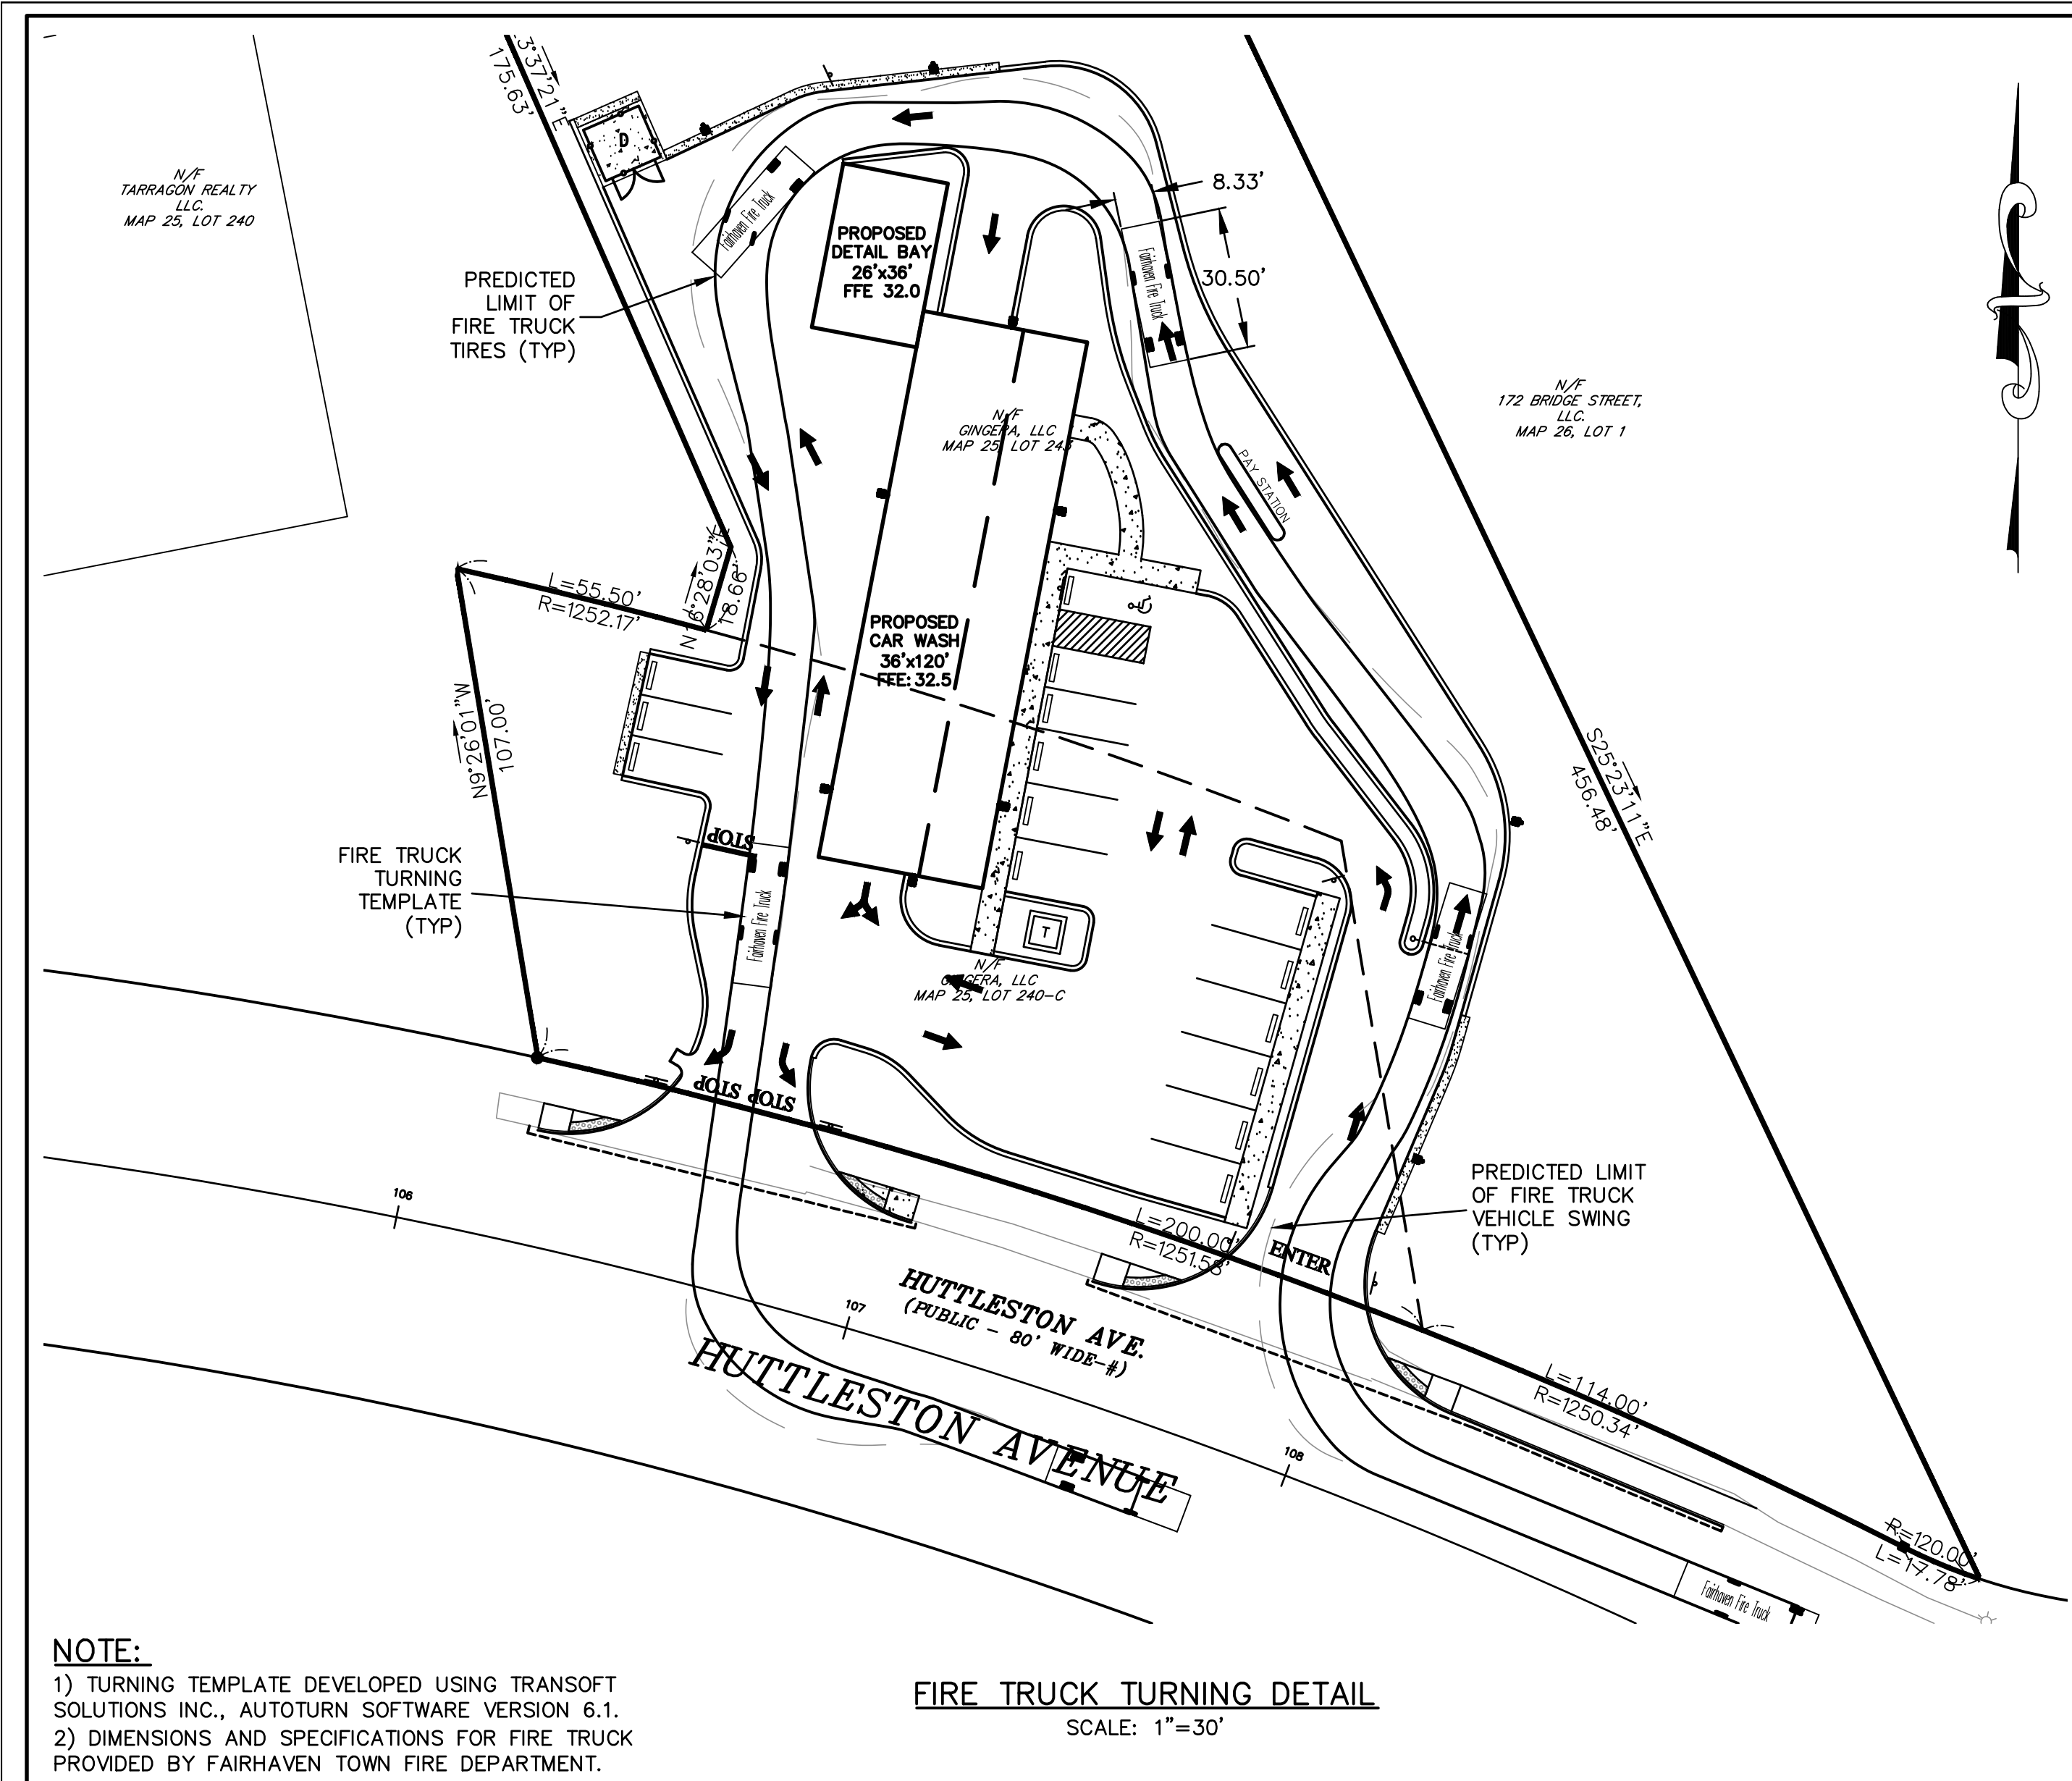 3°37'21"E
175.63'
N/F
TARRAGON REALTY
LLC.
MAP 25, LOT 240
D
8.33'
30.50'
Fairhaven Fire Truck
Fairhaven Fire Truck
PROPOSED
DETAIL BAY
26'x36'
FFE 32.0
PREDICTED
LIMIT OF
FIRE TRUCK
TIRES (TYP)
N/F
172 BRIDGE STREET,
LLC.
MAP 26, LOT 1
N/F
GINGERA, LLC
MAP 25, LOT 243
PAY STATION
L=55.50'
R=1252.17'
N 16°28'03"E
18.66'
PROPOSED
CAR WASH
36'x120'
FFE: 32.5
N9°26'01"W
107.00'
S25°23'11"E
456.48'
STOP
FIRE TRUCK
TURNING
TEMPLATE
(TYP)
Fairhaven Fire Truck
T
Fairhaven Fire Truck
N/F
GINGERA, LLC
MAP 25, LOT 240-C
STOP STOP
PREDICTED LIMIT
OF FIRE TRUCK
VEHICLE SWING
(TYP)
106
L=200.00'
R=1251.58'
ENTER
107
HUTTLESTON AVE.
(PUBLIC - 80' WIDE-#)
HUTTLESTON AVENUE
L=114.00'
R=1250.34'
108
R=120.00'
L=17.78'
Fairhaven Fire Truck
NOTE:
1) TURNING TEMPLATE DEVELOPED USING TRANSOFT
SOLUTIONS INC., AUTOTURN SOFTWARE VERSION 6.1.
2) DIMENSIONS AND SPECIFICATIONS FOR FIRE TRUCK
PROVIDED BY FAIRHAVEN TOWN FIRE DEPARTMENT.
FIRE TRUCK TURNING DETAIL
SCALE: 1"=30'